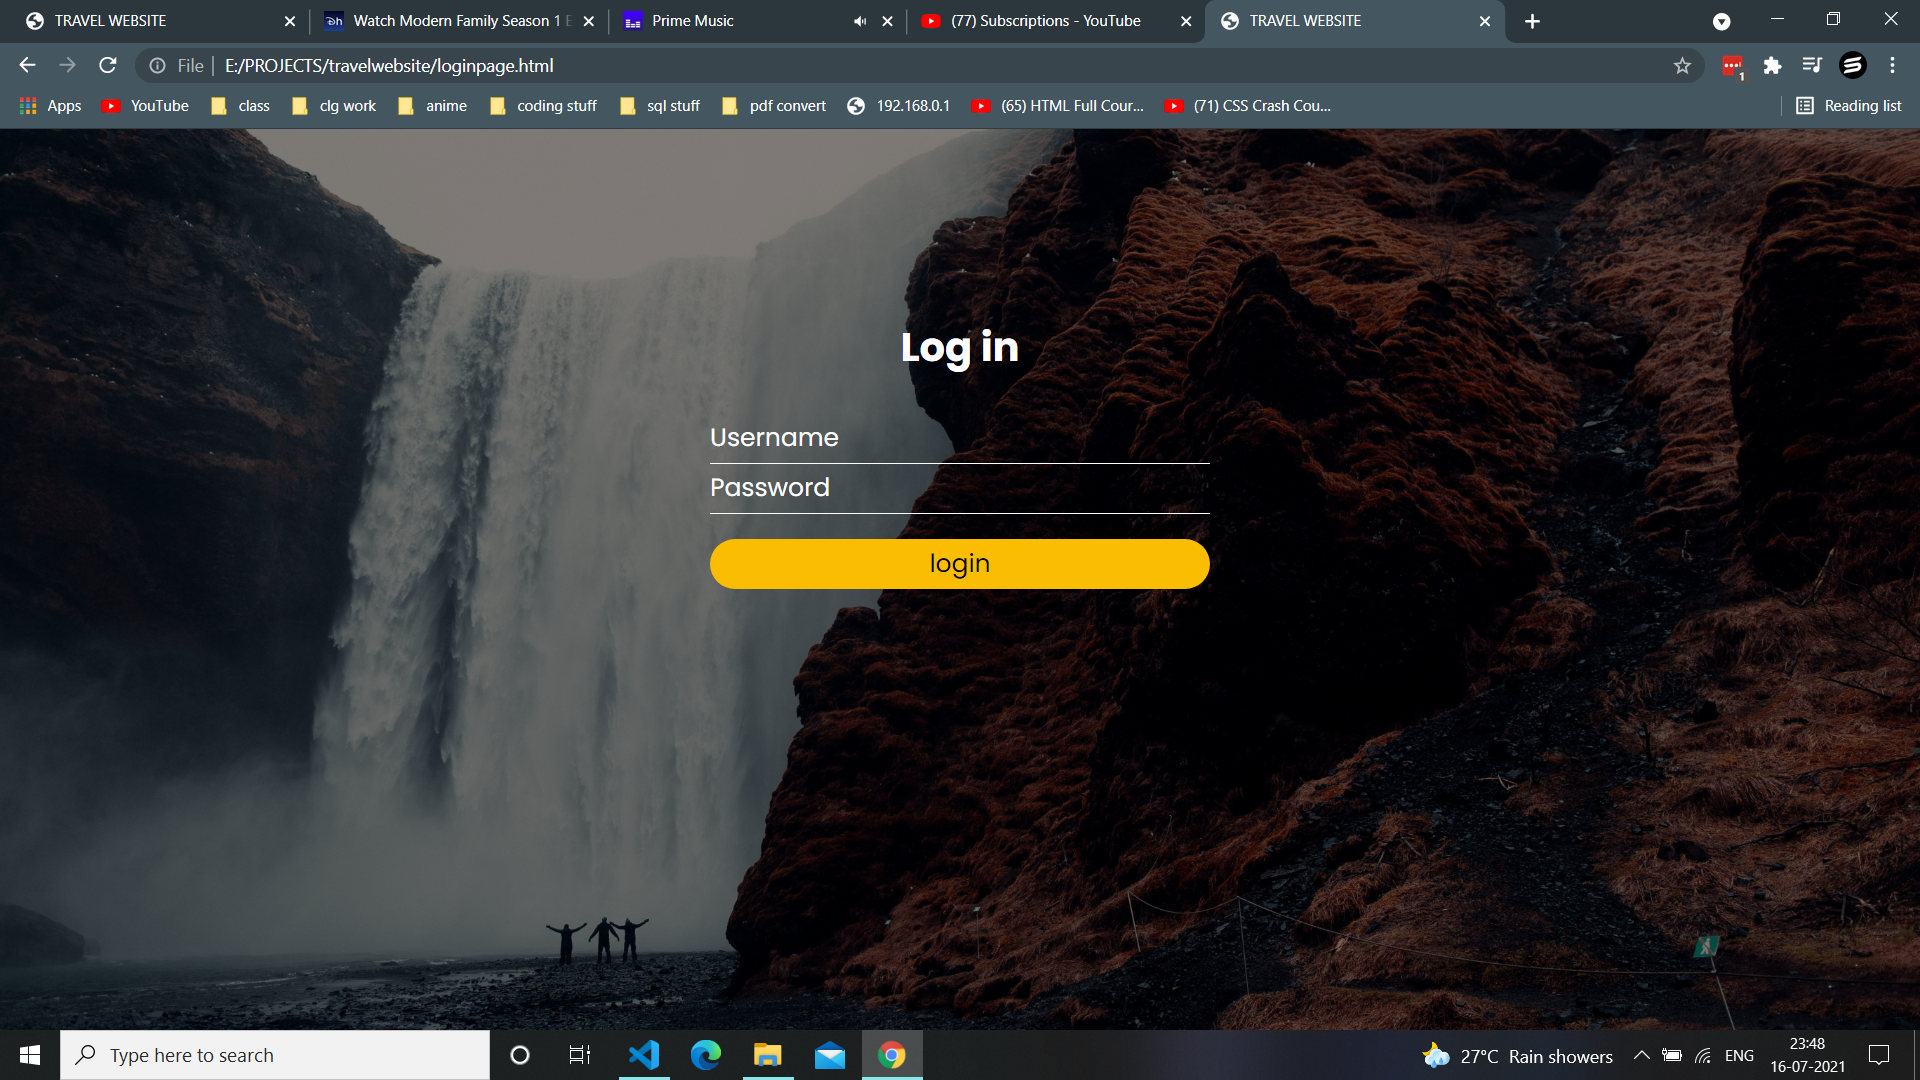 TRAVEL WEBSITE
Watch Modern Family Season 1 E
Prime Music
(77) Subscriptions - YouTube
TRAVEL WEBSITE
File | E:/PROJECTS/travelwebsite/loginpage.html
1
Apps
YouTube
class
clg work
anime
coding stuff
sql stuff
pdf convert
192.168.0.1
(65) HTML Full Cour...
(71) CSS Crash Cou...
Reading list
Log in
Username
Password
login
Type here to search
27°C Rain showers
ENG
23:48
16-07-2021